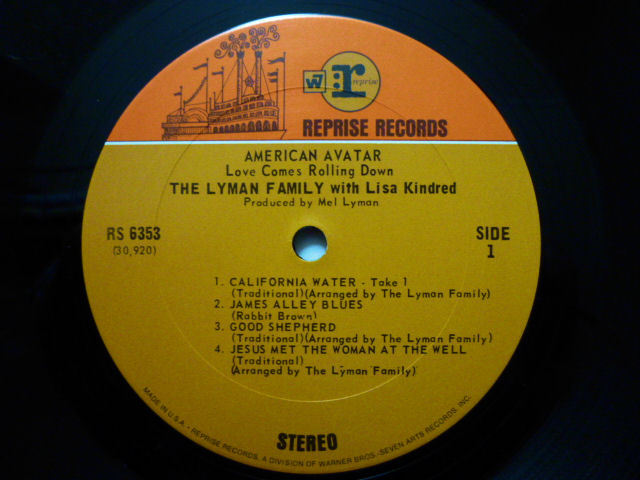 W7
r: reprise
REPRISE RECORDS
AMERICAN AVATAR
Love Comes Rolling Down
THE LYMAN FAMILY with Lisa Kindred
Produced by Mel Lyman
RS 6353
(30,920)
SIDE
1
1. CALIFORNIA WATER - Take 1
(Traditional)(Arranged by The Lyman Family)
2. JAMES ALLEY BLUES
(Rabbit Brown)
3. GOOD SHEPHERD
(Traditional)(Arranged by The Lyman Family)
4. JESUS MET THE WOMAN AT THE WELL
(Traditional)
(Arranged by The Lyman Family)
STEREO
MADE IN U.S.A. - REPRISE RECORDS, A DIVISION OF WARNER BROS.-SEVEN ARTS RECORDS, INC.